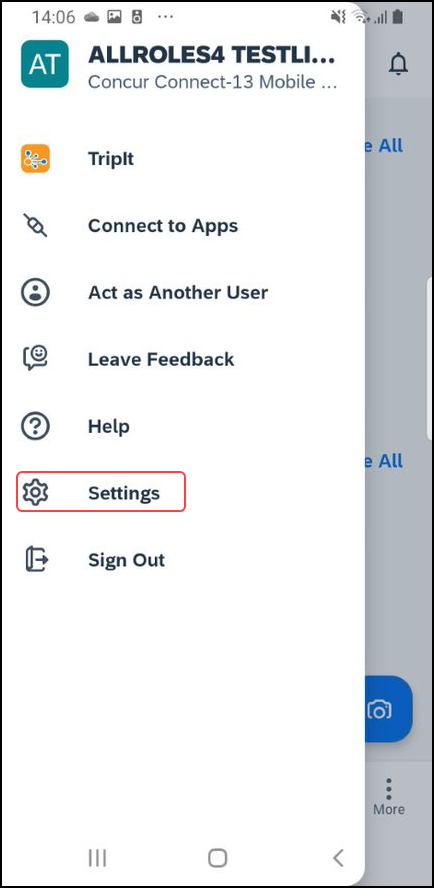 14:06
AT
ALLROLES4 TESTLI...
Concur Connect-13 Mobile ...
TripIt
e All
Connect to Apps
Act as Another User
Leave Feedback
Help
e All
Settings
Sign Out
More